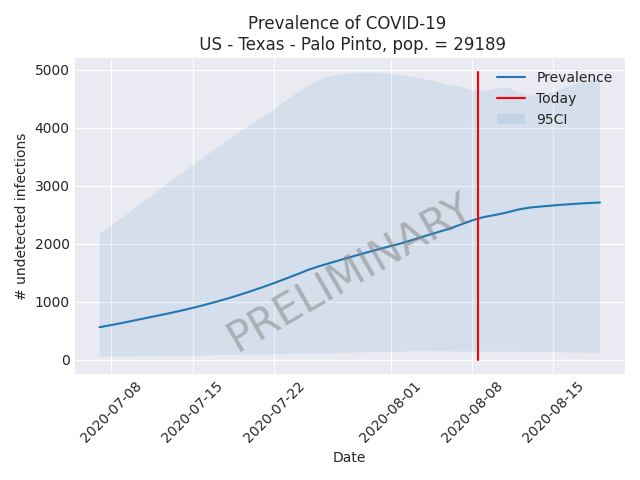 Prevalence of COVID-19
US - Texas - Palo Pinto, pop. = 29189
5000
4000
3000
2000
1000
0
# undetected infections
Prevalence
Today
95CI
PRELIMINARY
2020-07-08
2020-07-15
2020-07-22
2020-08-01
2020-08-08
2020-08-15
Date